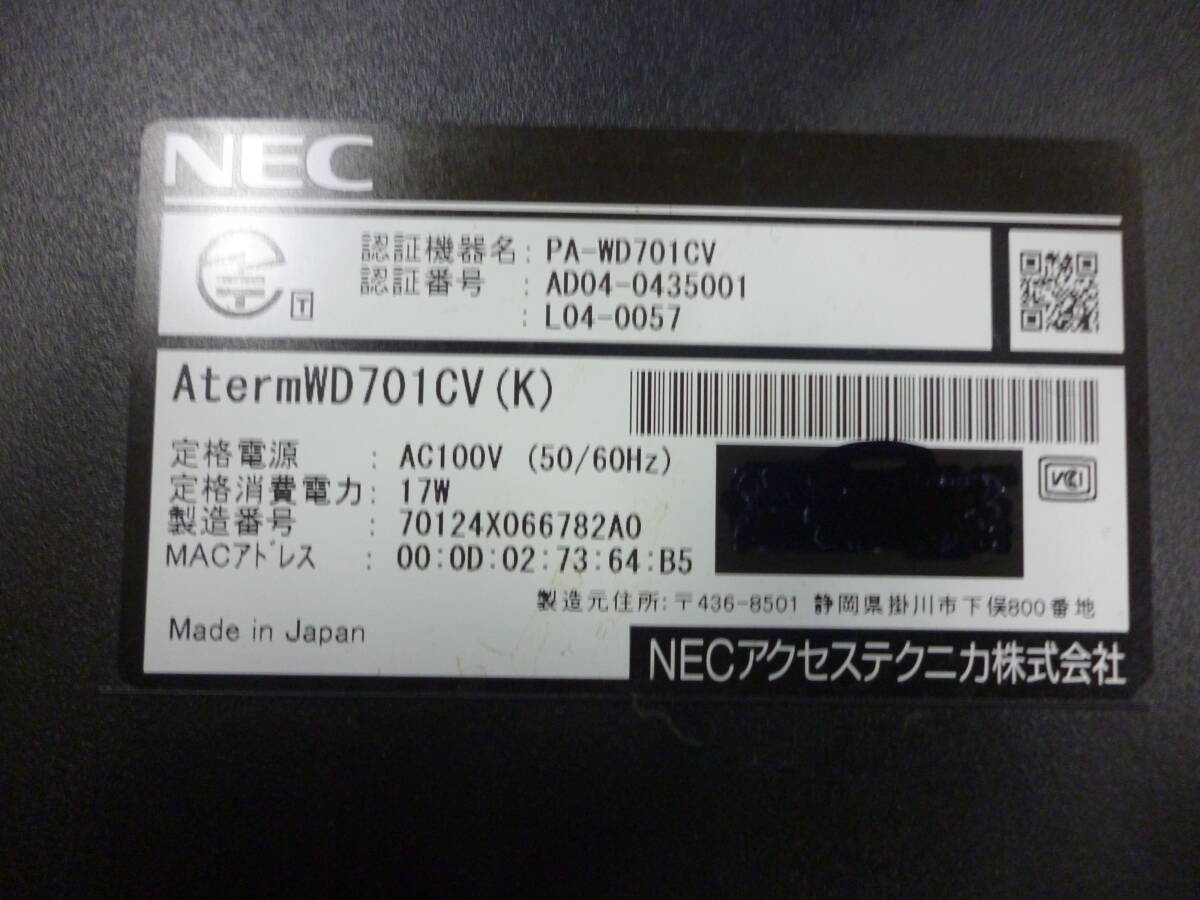 NEC
認証機器名 : PA-WD701CV
認証番号 : AD04-0435001
: L04-0057
T
AtermWD701CV(K)
定格電源 : AC100V (50/60Hz)
定格消費電力 : 17W
製造番号 : 70124X066782A0
MACアドレス : 00:0D:02:73:64:B5
VCI
製造元住所:〒436-8501 静岡県掛川市下俣800番地
Made in Japan
NECアクセステクニカ株式会社